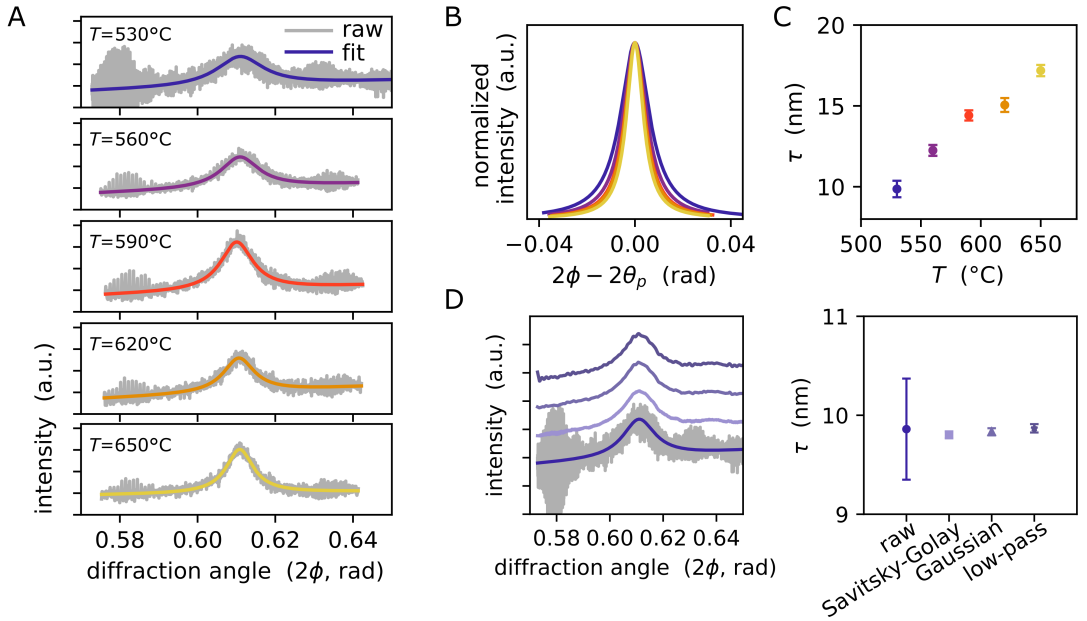 A
T=530°C
raw
fit
T=560°C
T=590°C
T=620°C
T=650°C
intensity (a.u.)
0.58 0.60 0.62 0.64
diffraction angle (2ϕ, rad)
B
normalized
intensity (a.u.)
−0.04 0.00 0.04
2ϕ − 2θp (rad)
C
20
15
10
τ (nm)
500 550 600 650
T (°C)
D
intensity (a.u.)
0.58 0.60 0.62 0.64
diffraction angle (2ϕ, rad)
11
10
9
τ (nm)
raw
Savitsky-Golay
Gaussian
low-pass